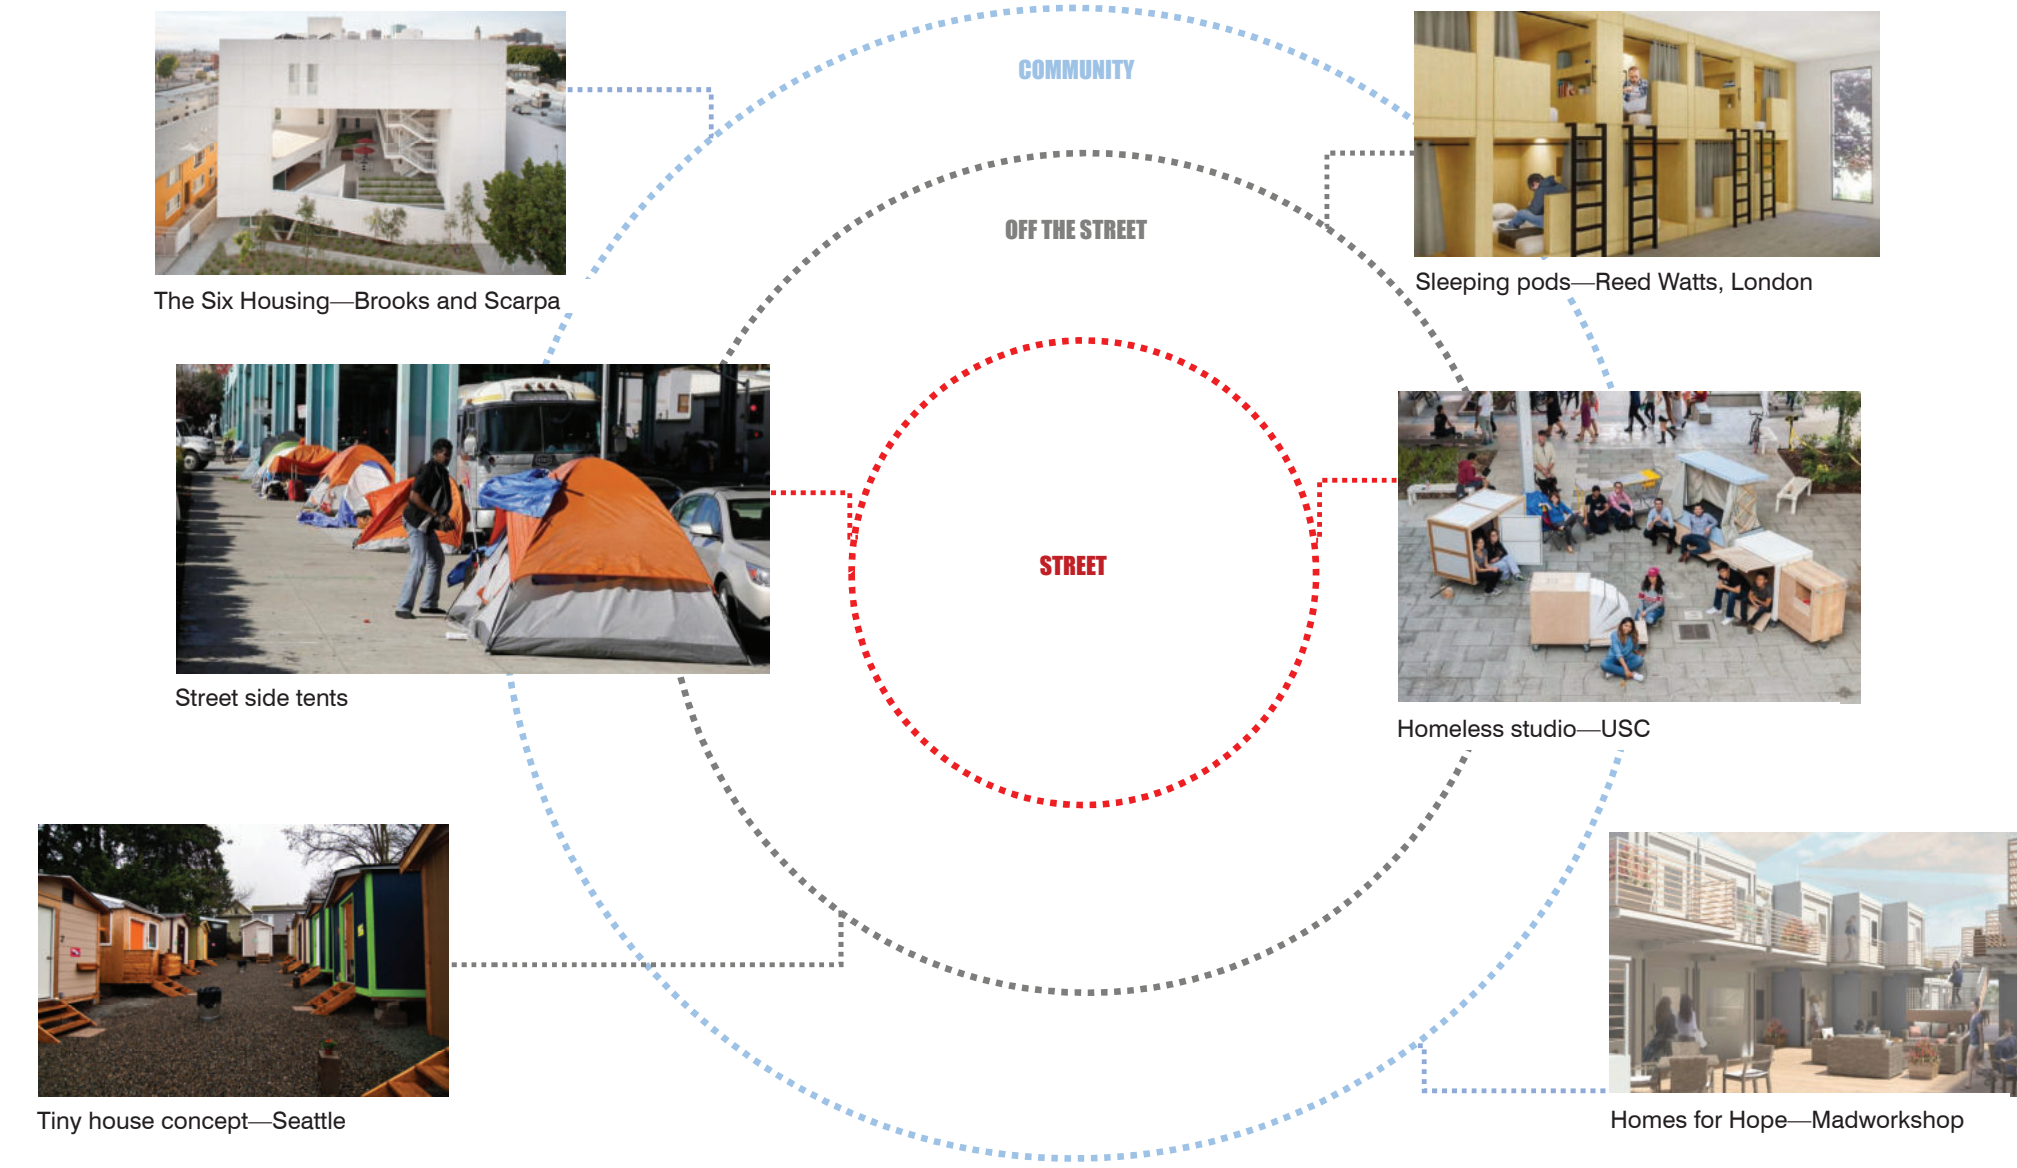 COMMUNITY
OFF THE STREET
The Six Housing—Brooks and Scarpa
Sleeping pods—Reed Watts, London
STREET
Street side tents
Homeless studio—USC
Tiny house concept—Seattle
Homes for Hope—Madworkshop